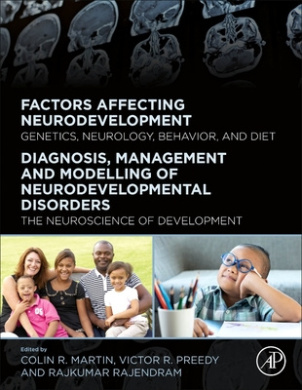 FACTORS AFFECTING
NEURODEVELOPMENT
GENETICS, NEUROLOGY, BEHAVIOR, AND DIET
DIAGNOSIS, MANAGEMENT
AND MODELLING OF
NEURODEVELOPMENTAL
DISORDERS
THE NEUROSCIENCE OF DEVELOPMENT
Edited by
COLIN R. MARTIN, VICTOR R. PREEDY
AND RAJKUMAR RAJENDRAM
AP